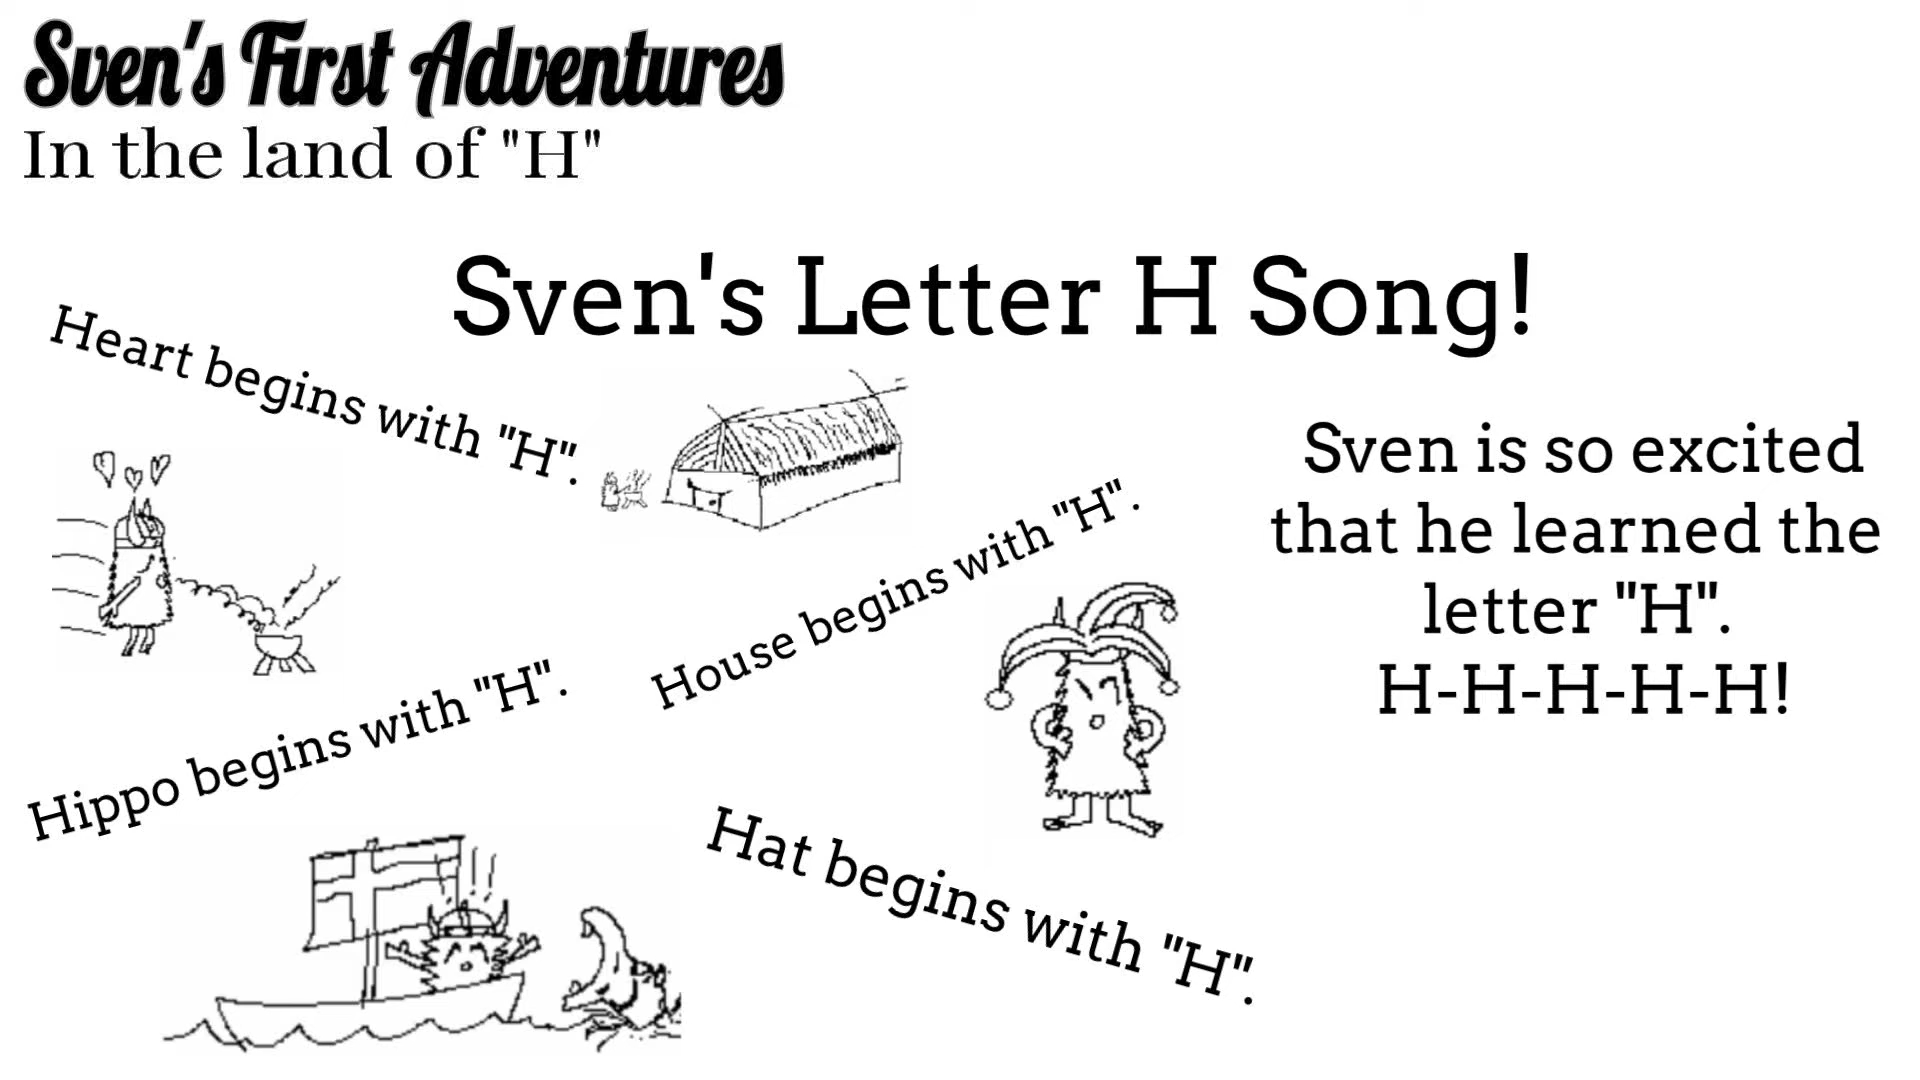 Sven's First Adventures
In the land of "H"
Sven's Letter H Song!
Heart begins with "H".
House begins with "H".
Hippo begins with "H".
Hat begins with "H".
Sven is so excited
that he learned the
letter "H".
H-H-H-H-H!